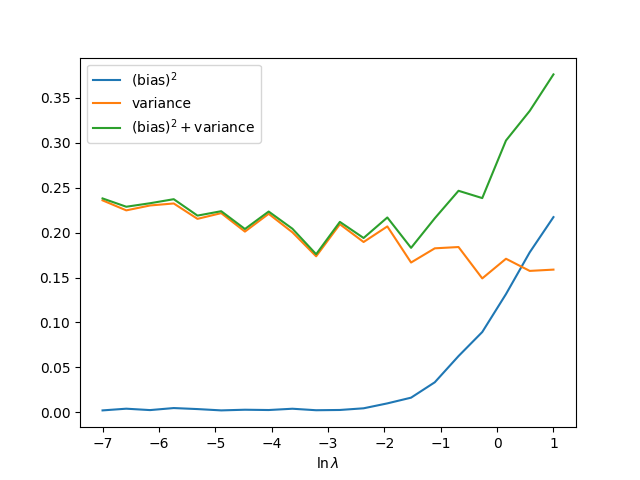 (bias)²
variance
(bias)² + variance
0.35
0.30
0.25
0.20
0.15
0.10
0.05
0.00
−7 −6 −5 −4 −3 −2 −1 0 1
ln λ